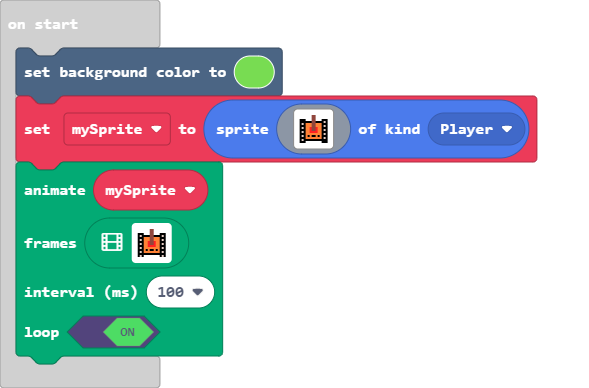 on start
set background color to
set mySprite to sprite of kind Player
animate mySprite
frames
interval (ms) 100
loop ON